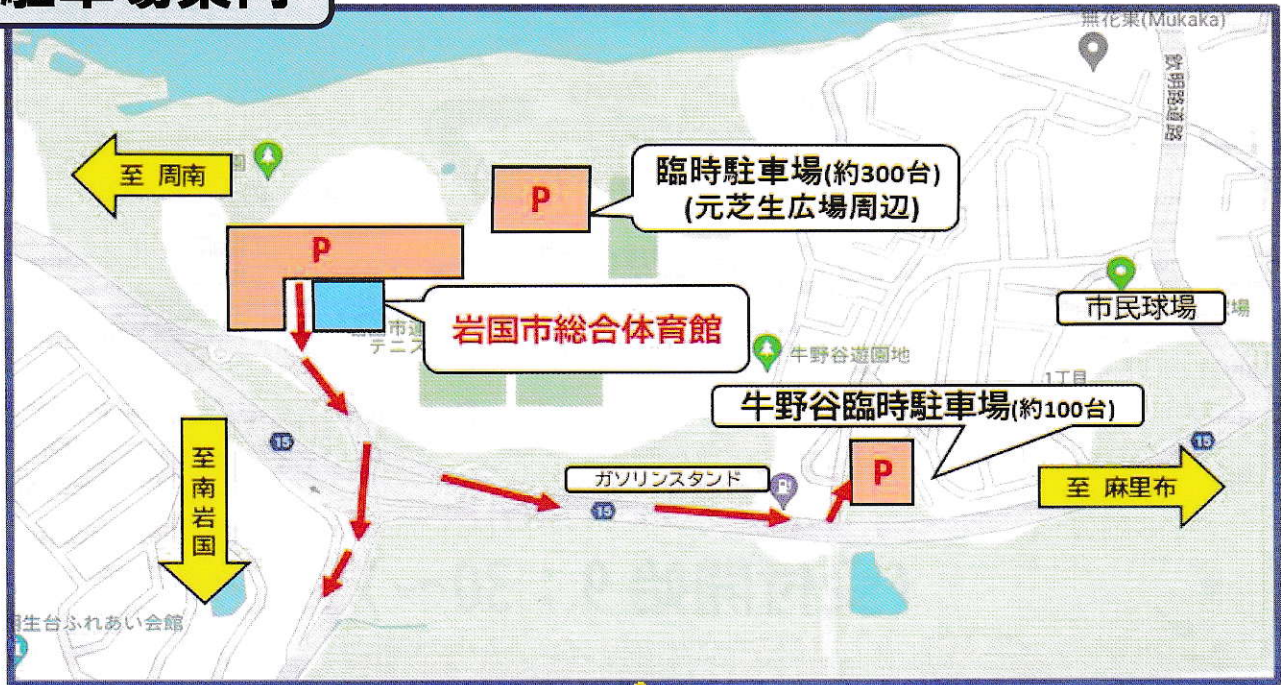 駐車場案内
無花果(Mukaka)
欽明路道路
至 周南
P
臨時駐車場(約300台)
(元芝生広場周辺)
P
市民球場
岩国市総合体育館
テニス
牛野谷遊園地
1丁目
牛野谷臨時駐車場(約100台)
15
至南岩国
ガソリンスタンド
P
15
至 麻里布
15
生台ふれあい会館